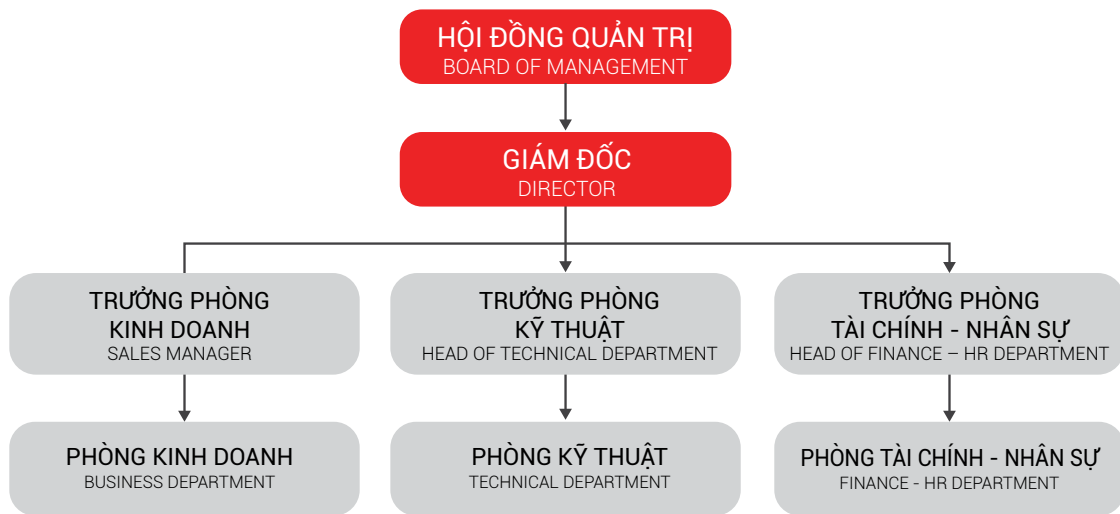 HỘI ĐỒNG QUẢN TRỊ
BOARD OF MANAGEMENT
GIÁM ĐỐC
DIRECTOR
TRƯỞNG PHÒNG
KINH DOANH
SALES MANAGER
TRƯỞNG PHÒNG
KỸ THUẬT
HEAD OF TECHNICAL DEPARTMENT
TRƯỞNG PHÒNG
TÀI CHÍNH - NHÂN SỰ
HEAD OF FINANCE – HR DEPARTMENT
PHÒNG KINH DOANH
BUSINESS DEPARTMENT
PHÒNG KỸ THUẬT
TECHNICAL DEPARTMENT
PHÒNG TÀI CHÍNH - NHÂN SỰ
FINANCE - HR DEPARTMENT